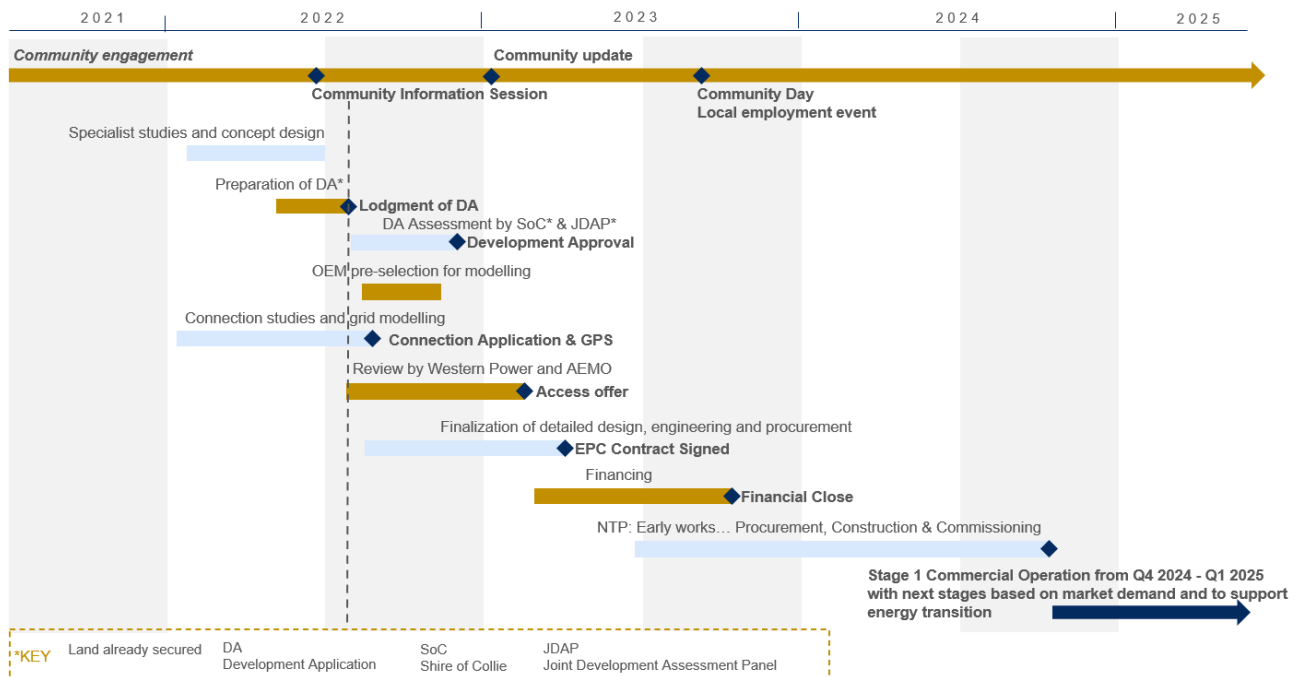 2021 2022 2023 2024 2025
Community engagement
Community update
Community Information Session
Community Day
Local employment event
Specialist studies and concept design
Preparation of DA*
Lodgment of DA
DA Assessment by SoC* & JDAP*
Development Approval
OEM pre-selection for modelling
Connection studies and grid modelling
Connection Application & GPS
Review by Western Power and AEMO
Access offer
Finalization of detailed design, engineering and procurement
EPC Contract Signed
Financing
Financial Close
NTP: Early works… Procurement, Construction & Commissioning
Stage 1 Commercial Operation from Q4 2024 - Q1 2025
with next stages based on market demand and to support
energy transition
*KEY
Land already secured
DA
Development Application
SoC
Shire of Collie
JDAP
Joint Development Assessment Panel